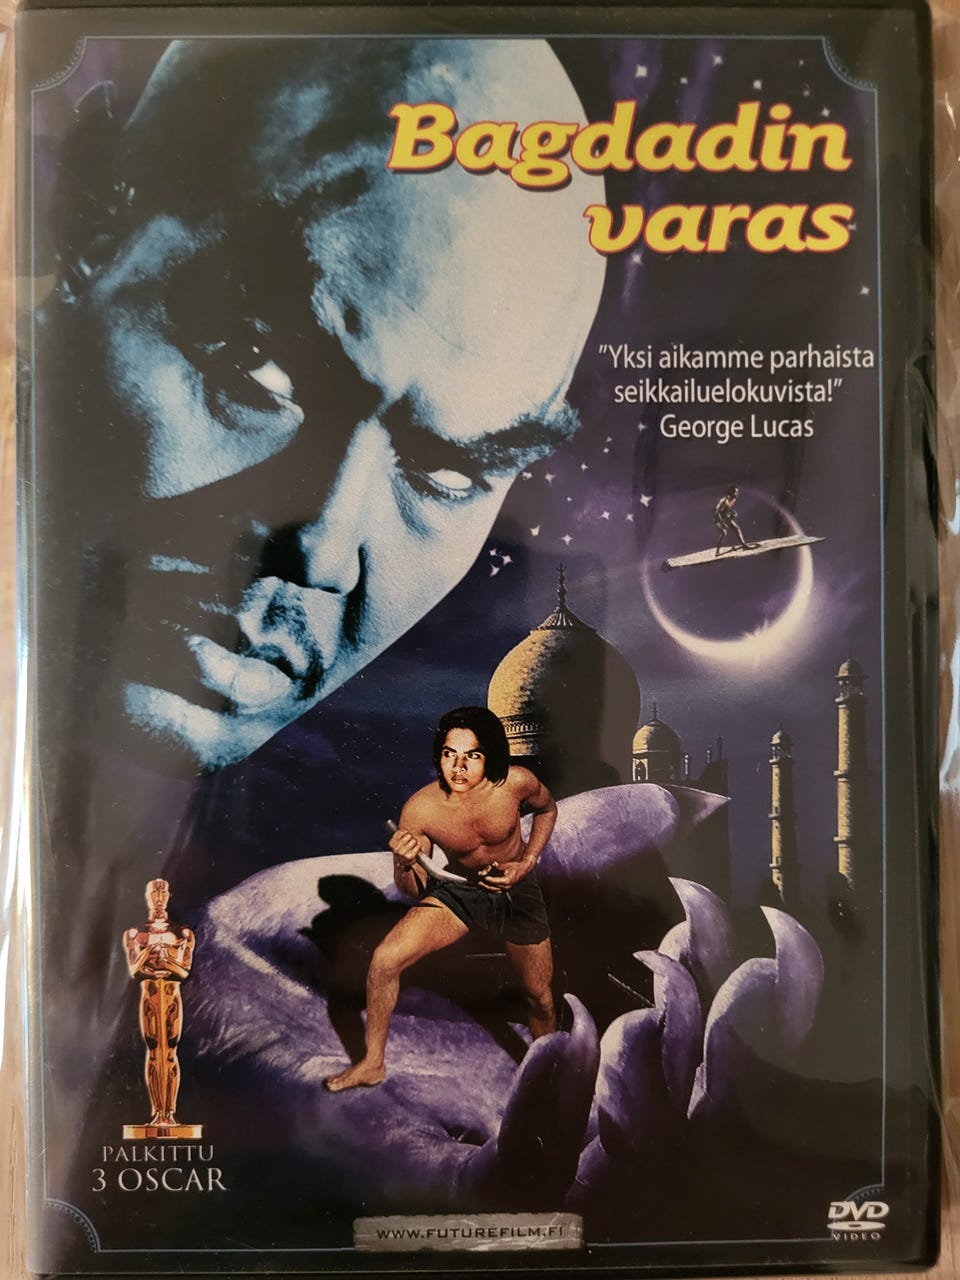 Bagdadin
varas
"Yksi aikamme parhaista
seikkailuelokuvista!"
George Lucas
PALKITTU
3 OSCAR
WWW.FUTUREFILM.FI
DVD
VIDEO